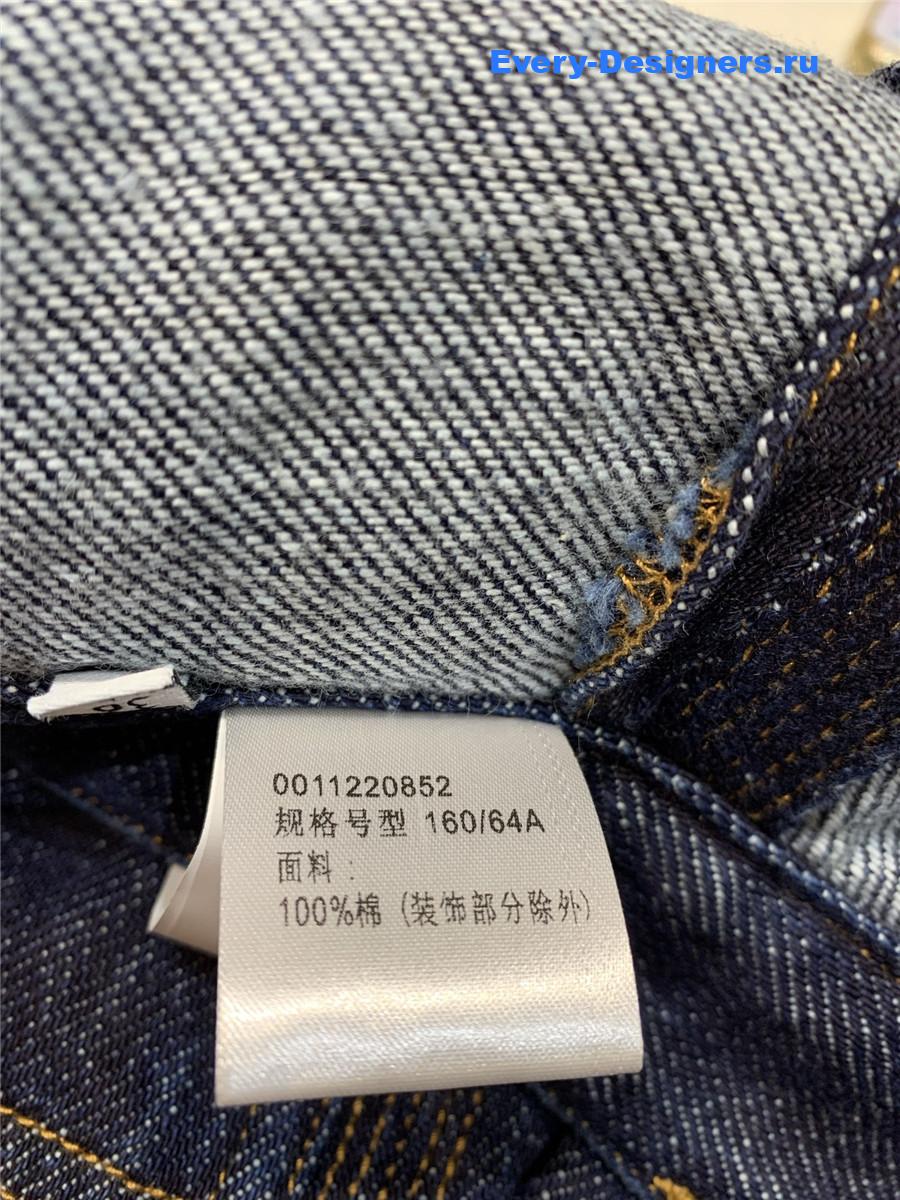 Every-Designers.ru
0011220852
规格号型 160/64A
面料：
100%棉 (装饰部分除外)